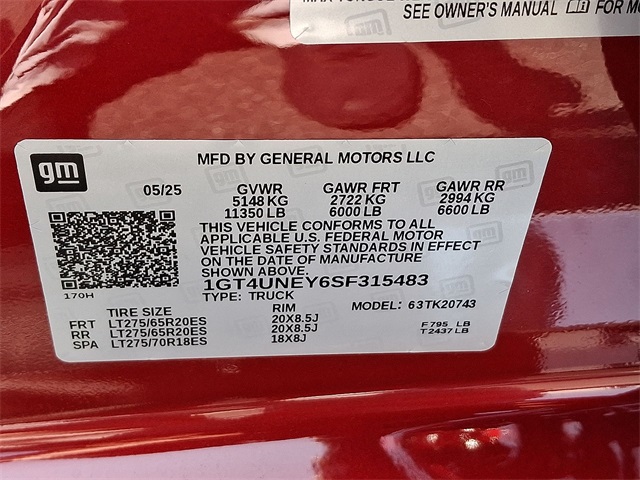 SEE OWNER'S MANUAL FOR MO
gm
MFD BY GENERAL MOTORS LLC
05/25 GVWR GAWR FRT GAWR RR
5148 KG 2722 KG 2994 KG
11350 LB 6000 LB 6600 LB
THIS VEHICLE CONFORMS TO ALL
APPLICABLE U.S. FEDERAL MOTOR
VEHICLE SAFETY STANDARDS IN EFFECT
ON THE DATE OF MANUFACTURE
SHOWN ABOVE.
170H
1GT4UNEY6SF315483
TYPE: TRUCK MODEL: 63TK20743
TIRE SIZE RIM
FRT LT275/65R20ES 20X8.5J
RR LT275/65R20ES 20X8.5J
SPA LT275/70R18ES 18X8J
F 795 LB
T 2437 LB